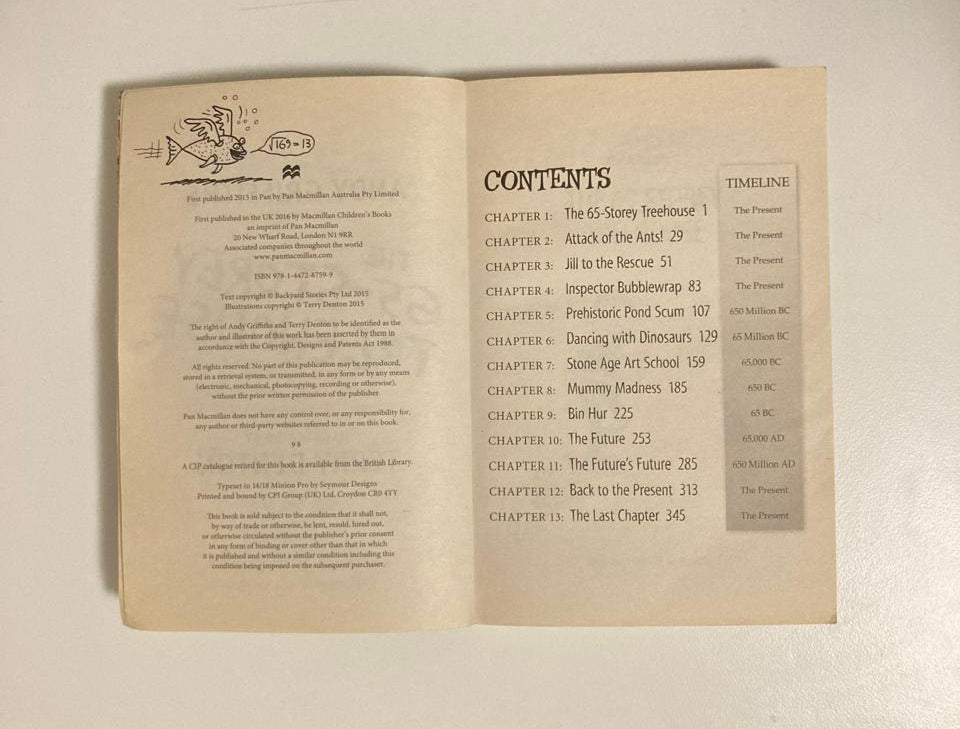 √169 = 13
First published 2015 in Pan by Pan Macmillan Australia Pty Limited
First published in the UK 2016 by Macmillan Children's Books
an imprint of Pan Macmillan
20 New Wharf Road, London N1 9RR
Associated companies throughout the world
www.panmacmillan.com
ISBN 978-1-4472-8759-9
Text copyright © Backyard Stories Pty Ltd 2015
Illustrations copyright © Terry Denton 2015
The right of Andy Griffiths and Terry Denton to be identified as the
author and illustrator of this work has been asserted by them in
accordance with the Copyright, Designs and Patents Act 1988.
All rights reserved. No part of this publication may be reproduced,
stored in a retrieval system, or transmitted, in any form or by any means
(electronic, mechanical, photocopying, recording or otherwise),
without the prior written permission of the publisher.
Pan Macmillan does not have any control over, or any responsibility for,
any author or third-party websites referred to in or on this book.
9 8
A CIP catalogue record for this book is available from the British Library.
Typeset in 14/18 Minion Pro by Seymour Designs
Printed and bound by CPI Group (UK) Ltd, Croydon CR0 4YY
This book is sold subject to the condition that it shall not,
by way of trade or otherwise, be lent, resold, hired out,
or otherwise circulated without the publisher's prior consent
in any form of binding or cover other than that in which
it is published and without a similar condition including this
condition being imposed on the subsequent purchaser.
CONTENTS TIMELINE
CHAPTER 1: The 65-Storey Treehouse 1 The Present
CHAPTER 2: Attack of the Ants! 29 The Present
CHAPTER 3: Jill to the Rescue 51 The Present
CHAPTER 4: Inspector Bubblewrap 83 The Present
CHAPTER 5: Prehistoric Pond Scum 107 650 Million BC
CHAPTER 6: Dancing with Dinosaurs 129 65 Million BC
CHAPTER 7: Stone Age Art School 159 65,000 BC
CHAPTER 8: Mummy Madness 185 650 BC
CHAPTER 9: Bin Hur 225 65 BC
CHAPTER 10: The Future 253 65,000 AD
CHAPTER 11: The Future's Future 285 650 Million AD
CHAPTER 12: Back to the Present 313 The Present
CHAPTER 13: The Last Chapter 345 The Present